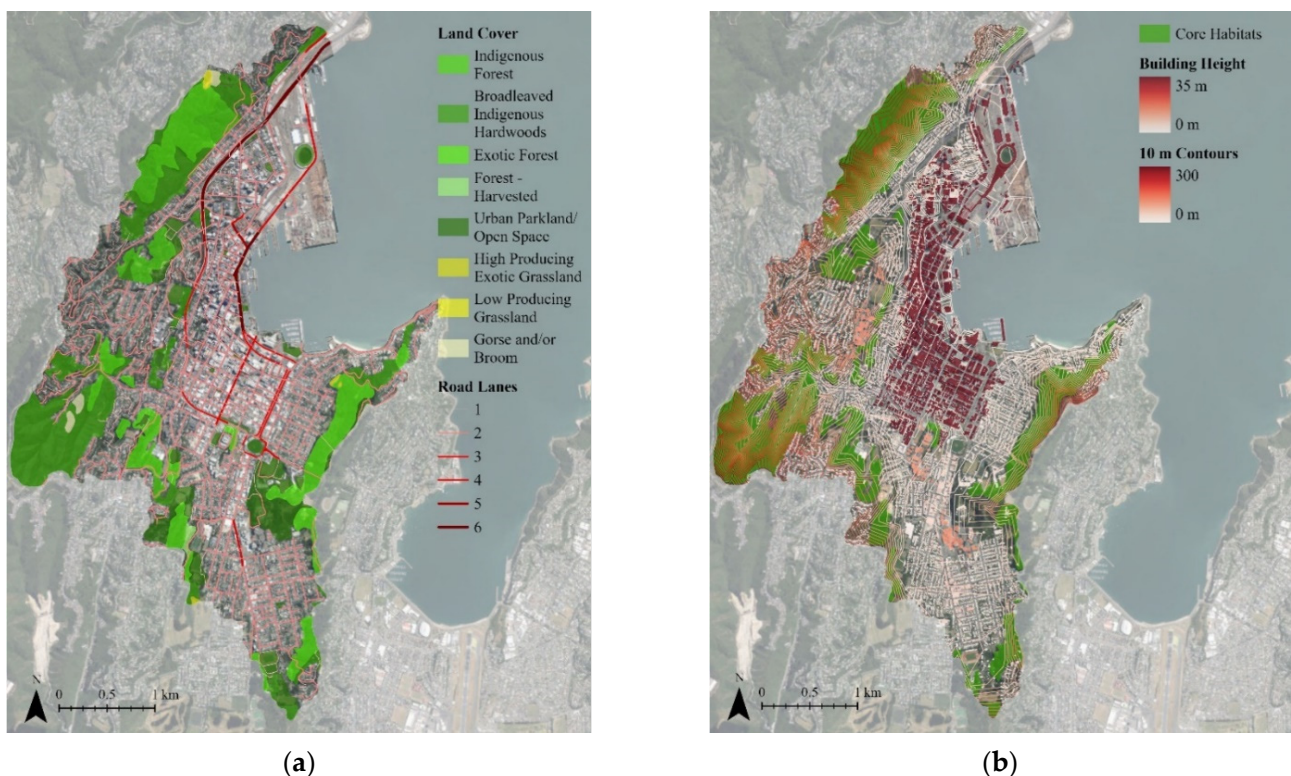 Land Cover
Indigenous
Forest
Broadleaved
Indigenous
Hardwoods
Exotic Forest
Forest -
Harvested
Urban Parkland/
Open Space
High Producing
Exotic Grassland
Low Producing
Grassland
Gorse and/or
Broom
Road Lanes
1
2
3
4
5
6
N
0 0.5 1 km
(a)
Core Habitats
Building Height
35 m
0 m
10 m Contours
300
0 m
N
0 0.5 1 km
(b)